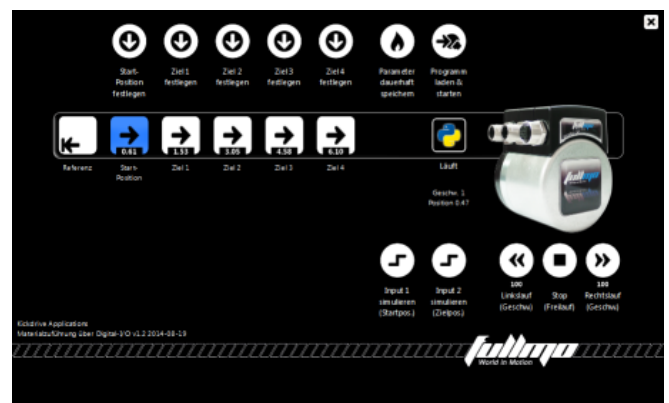 Start-
Position
festlegen
Ziel 1
festlegen
Ziel 2
festlegen
Ziel 3
festlegen
Ziel 4
festlegen
Parameter
dauerhaft
speichern
Programm
laden &
starten
0.61
1.53
3.05
4.58
6.10
Referenz
Start-
Position
Ziel 1
Ziel 2
Ziel 3
Ziel 4
Läuft
Geschw. 1
Position 0.47
Input 1
simulieren
(Startpos.)
Input 2
simulieren
(Zielpos.)
100
Linkslauf
(Geschw.)
Stop
(Freilauf)
100
Rechtslauf
(Geschw.)
Kickdrive Applications
Materialzuführung über Digital-I/O v1.2 2014-08-19
fullmo
World in Motion